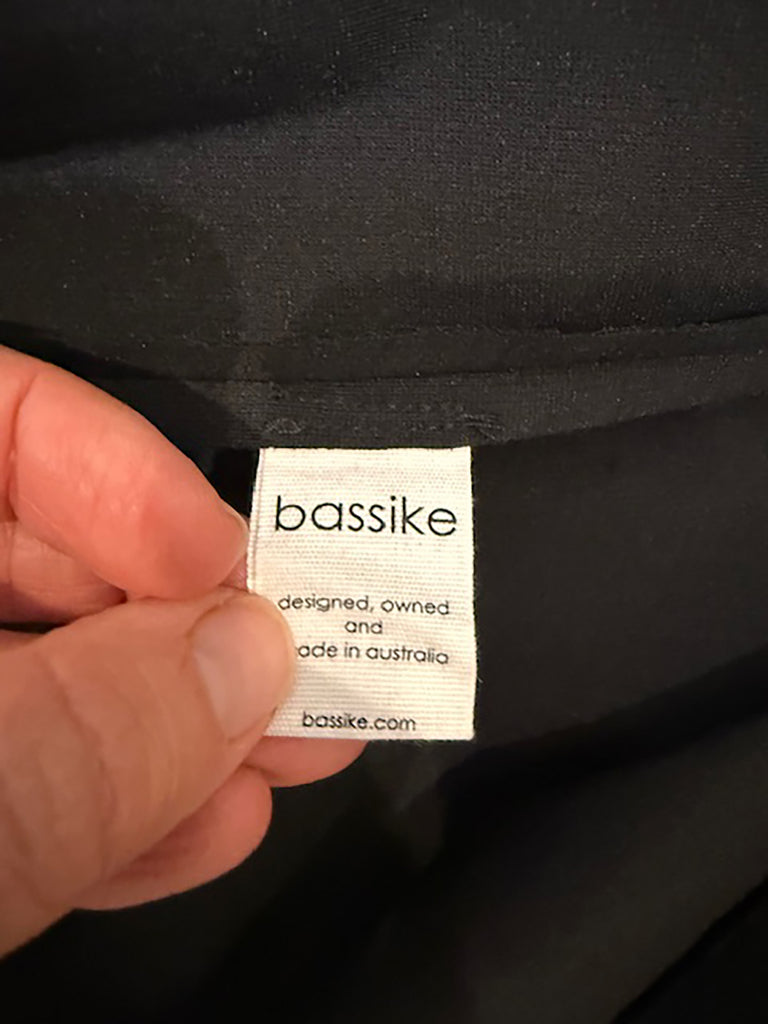 bassike
designed, owned
and
ade in australia
bassike.com